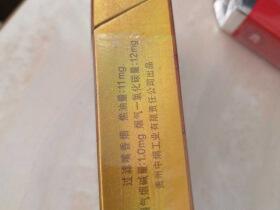 过滤嘴香烟 焦油量:11mg
烟气烟碱量:1.0mg 烟气一氧化碳量:12mg
贵州中烟工业有限责任公司出品